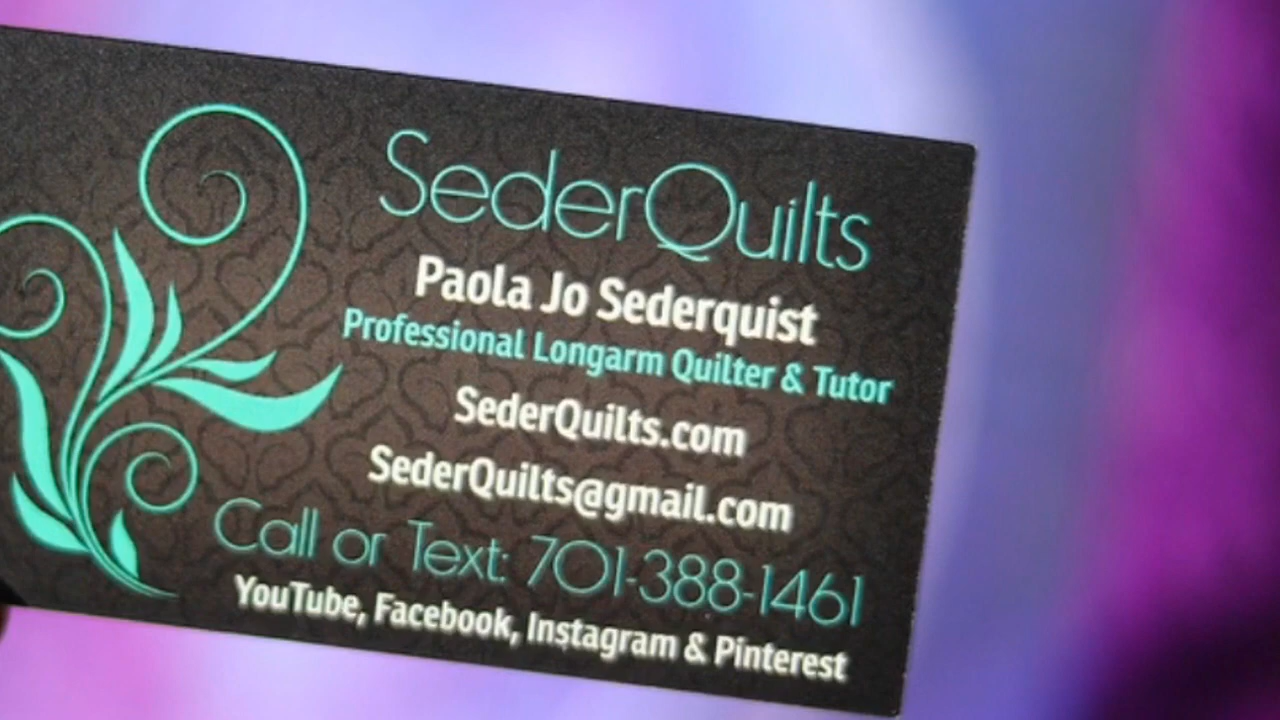 SederQuilts
Paola Jo Sederquist
Professional Longarm Quilter & Tutor
SederQuilts.com
SederQuilts@gmail.com
Call or Text: 701-388-1461
YouTube, Facebook, Instagram & Pinterest